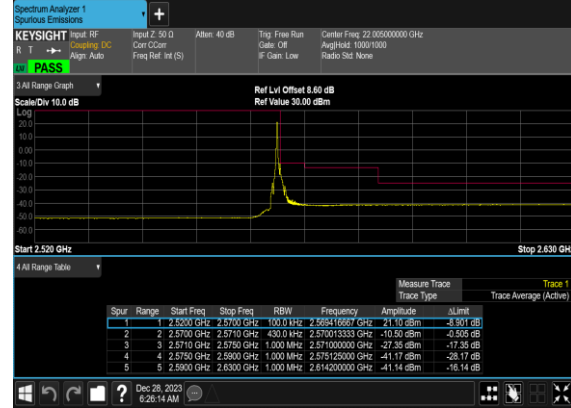 Spectrum Analyzer 1
Spurious Emissions
KEYSIGHT
R T
Input: RF
Coupling: DC
Align: Auto
Input Z: 50 Ω
Corr CCorr
Freq Ref: Int (S)
Atten: 40 dB
Trig: Free Run
Gate: Off
IF Gain: Low
Center Freq: 22.005000000 GHz
Avg|Hold: 1000/1000
Radio Std: None
PASS
3 All Range Graph
Ref Lvl Offset 8.60 dB
Scale/Div 10.0 dB
Ref Value 30.00 dBm
Log
20.0
10.0
0.00
-10.0
-20.0
-30.0
-40.0
-50.0
-60.0
Start 2.520 GHz
Stop 2.630 GHz
4 All Range Table
Measure Trace Trace 1
Trace Type Trace Average (Active)
Spur Range Start Freq Stop Freq RBW Frequency Amplitude ΔLimit
1 1 2.5200 GHz 2.5700 GHz 100.0 kHz 2.569416667 GHz 21.10 dBm -8.901 dB
2 2 2.5700 GHz 2.5710 GHz 430.0 kHz 2.570013333 GHz -10.50 dBm -0.505 dB
3 3 2.5710 GHz 2.5750 GHz 1.000 MHz 2.571000000 GHz -27.35 dBm -17.35 dB
4 4 2.5750 GHz 2.5900 GHz 1.000 MHz 2.575125000 GHz -41.17 dBm -28.17 dB
5 5 2.5900 GHz 2.6300 GHz 1.000 MHz 2.614200000 GHz -41.14 dBm -16.14 dB
?
Dec 28, 2023
6:26:14 AM